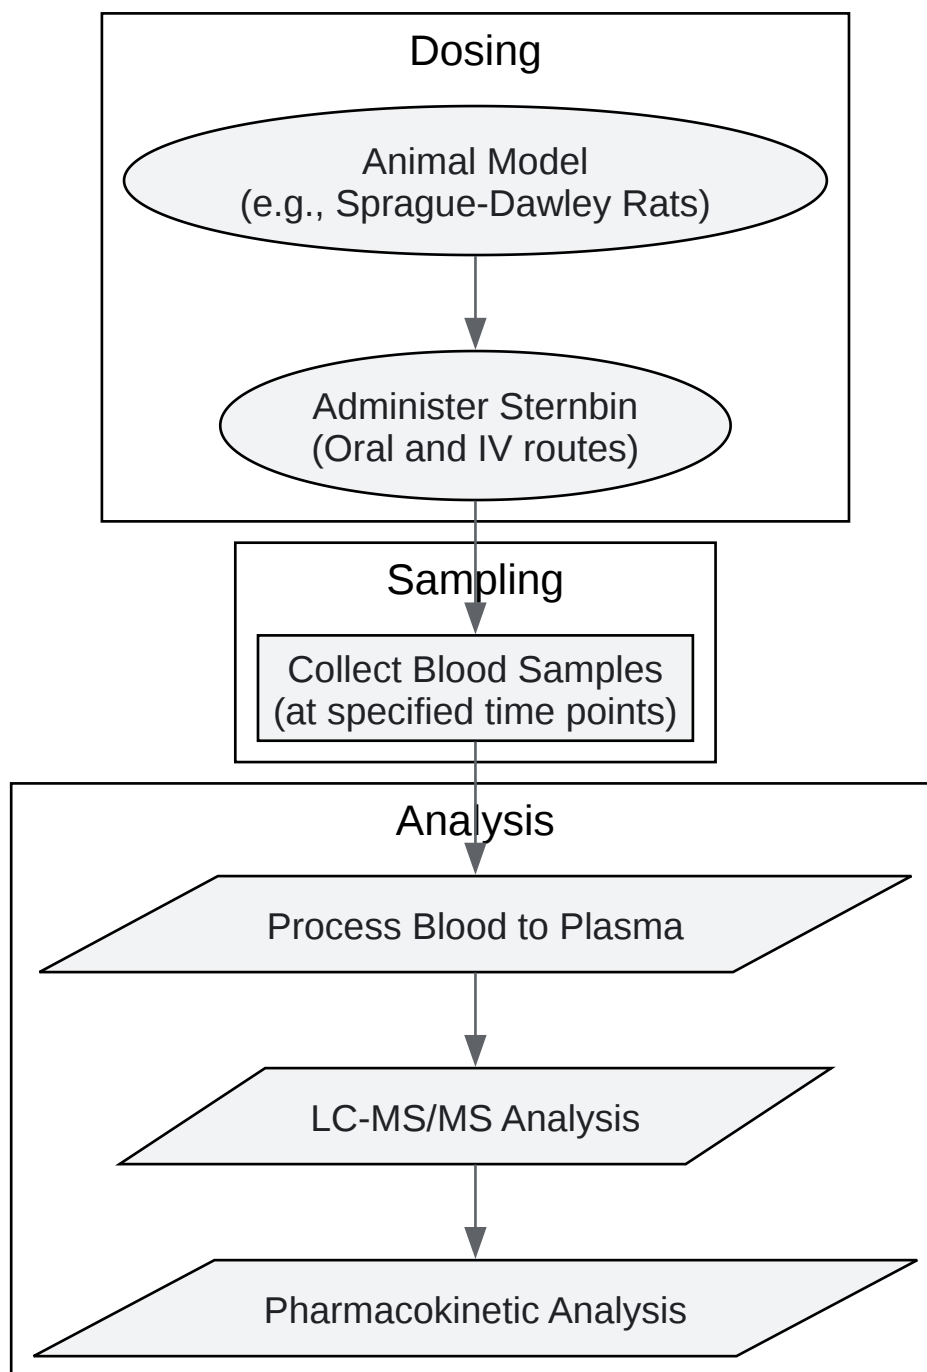 Dosing
Animal Model
(e.g., Sprague-Dawley Rats)
Administer Sternbin
(Oral and IV routes)
Sampling
Collect Blood Samples
(at specified time points)
Analysis
Process Blood to Plasma
LC-MS/MS Analysis
Pharmacokinetic Analysis